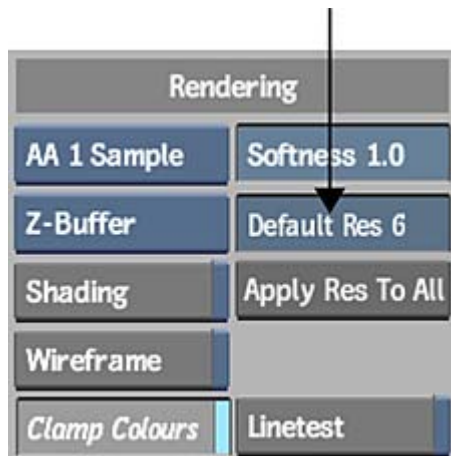 Rendering
AA 1 Sample
Softness 1.0
Z-Buffer
Default Res 6
Shading
Apply Res To All
Wireframe
Clamp Colours
Linetest